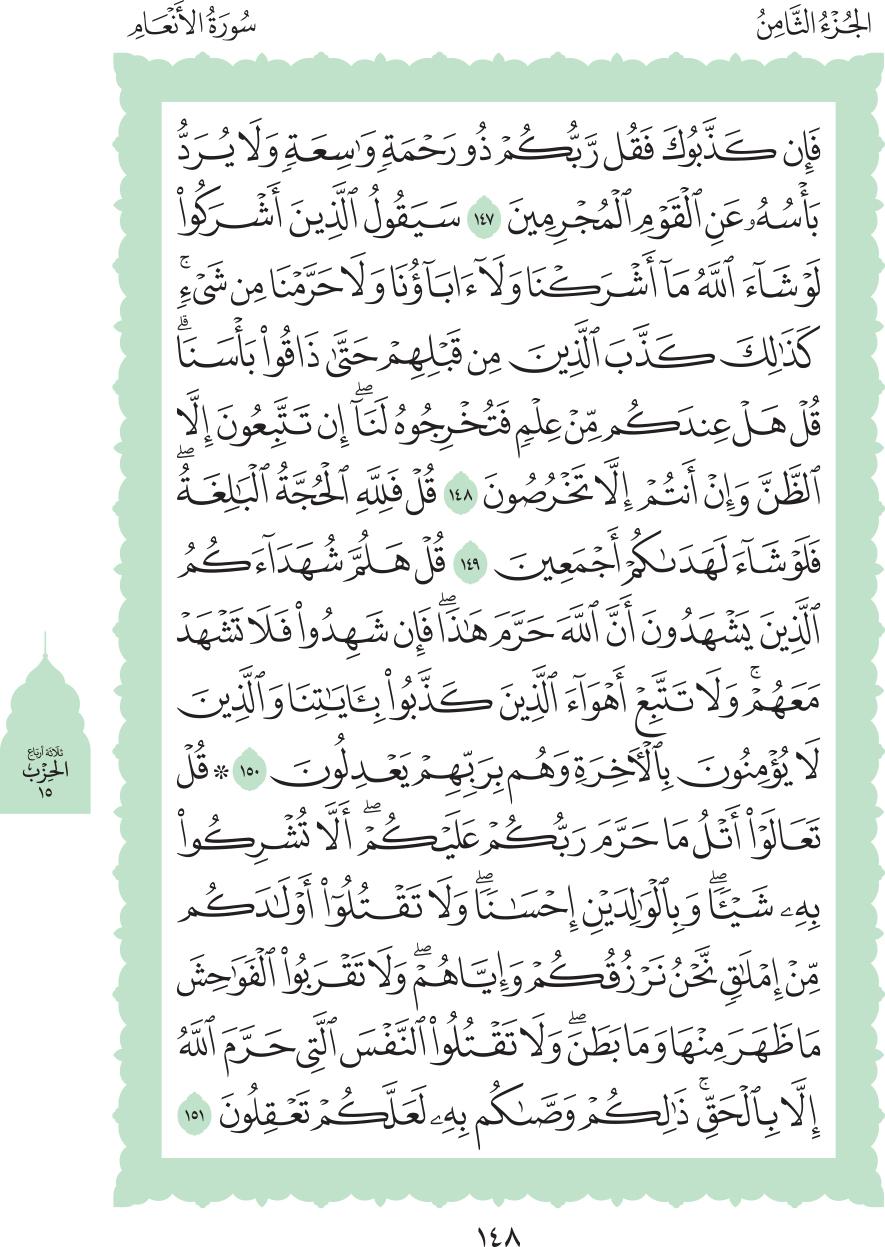 الجُزْءُ الثَّامِنُ
سُورَةُ الأَنْعَامِ
فَإِن كَذَّبُوكَ فَقُل رَّبُّكُمۡ ذُو رَحۡمَةٖ وَٰسِعَةٖ وَلَا يُرَدُّ
بَأۡسُهُۥ عَنِ ٱلۡقَوۡمِ ٱلۡمُجۡرِمِينَ ١٤٧ سَيَقُولُ ٱلَّذِينَ أَشۡرَكُواْ
لَوۡ شَآءَ ٱللَّهُ مَآ أَشۡرَكۡنَا وَلَآ ءَابَآؤُنَا وَلَا حَرَّمۡنَا مِن شَيۡءٖۚ
كَذَٰلِكَ كَذَّبَ ٱلَّذِينَ مِن قَبۡلِهِمۡ حَتَّىٰ ذَاقُواْ بَأۡسَنَاۗ
قُلۡ هَلۡ عِندَكُم مِّنۡ عِلۡمٖ فَتُخۡرِجُوهُ لَنَآۖ إِن تَتَّبِعُونَ إِلَّا
ٱلظَّنَّ وَإِنۡ أَنتُمۡ إِلَّا تَخۡرُصُونَ ١٤٨ قُلۡ فَلِلَّهِ ٱلۡحُجَّةُ ٱلۡبَٰلِغَةُۖ
فَلَوۡ شَآءَ لَهَدَىٰكُمۡ أَجۡمَعِينَ ١٤٩ قُلۡ هَلُمَّ شُهَدَآءَكُمُ
ٱلَّذِينَ يَشۡهَدُونَ أَنَّ ٱللَّهَ حَرَّمَ هَٰذَاۖ فَإِن شَهِدُواْ فَلَا تَشۡهَدۡ
مَعَهُمۡۚ وَلَا تَتَّبِعۡ أَهۡوَآءَ ٱلَّذِينَ كَذَّبُواْ بِـَٔايَٰتِنَا وَٱلَّذِينَ
لَا يُؤۡمِنُونَ بِٱلۡأٓخِرَةِ وَهُم بِرَبِّهِمۡ يَعۡدِلُونَ ١٥٠ * قُلۡ
تَعَالَوۡاْ أَتۡلُ مَا حَرَّمَ رَبُّكُمۡ عَلَيۡكُمۡۖ أَلَّا تُشۡرِكُواْ
بِهِۦ شَيۡـٔٗاۖ وَبِٱلۡوَٰلِدَيۡنِ إِحۡسَٰنٗاۖ وَلَا تَقۡتُلُوٓاْ أَوۡلَٰدَكُم
مِّنۡ إِمۡلَٰقٖ نَّحۡنُ نَرۡزُقُكُمۡ وَإِيَّاهُمۡۖ وَلَا تَقۡرَبُواْ ٱلۡفَوَٰحِشَ
مَا ظَهَرَ مِنۡهَا وَمَا بَطَنَۖ وَلَا تَقۡتُلُواْ ٱلنَّفۡسَ ٱلَّتِي حَرَّمَ ٱللَّهُ
إِلَّا بِٱلۡحَقِّۚ ذَٰلِكُمۡ وَصَّىٰكُم بِهِۦ لَعَلَّكُمۡ تَعۡقِلُونَ ١٥١
ثلاثة أرباع
الحِزْب
١٥
١٤٨